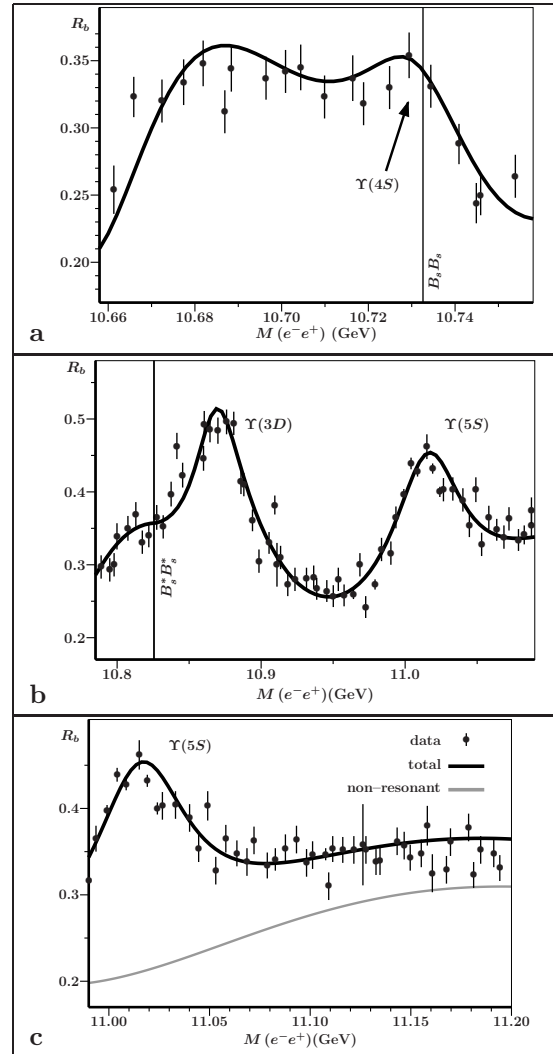 R_b
0.35
0.30
0.25
0.20
Υ(4S)
B_sB_s
10.66 10.68 10.70 10.72 10.74
M(e⁻e⁺) (GeV)
a
R_b
0.5
0.4
0.3
0.2
Υ(3D)
Υ(5S)
B*_sB*_s
10.8 10.9 11.0
M(e⁻e⁺)(GeV)
b
R_b
0.4
0.3
0.2
Υ(5S)
data
total
non–resonant
11.00 11.05 11.10 11.15 11.20
M(e⁻e⁺)(GeV)
c